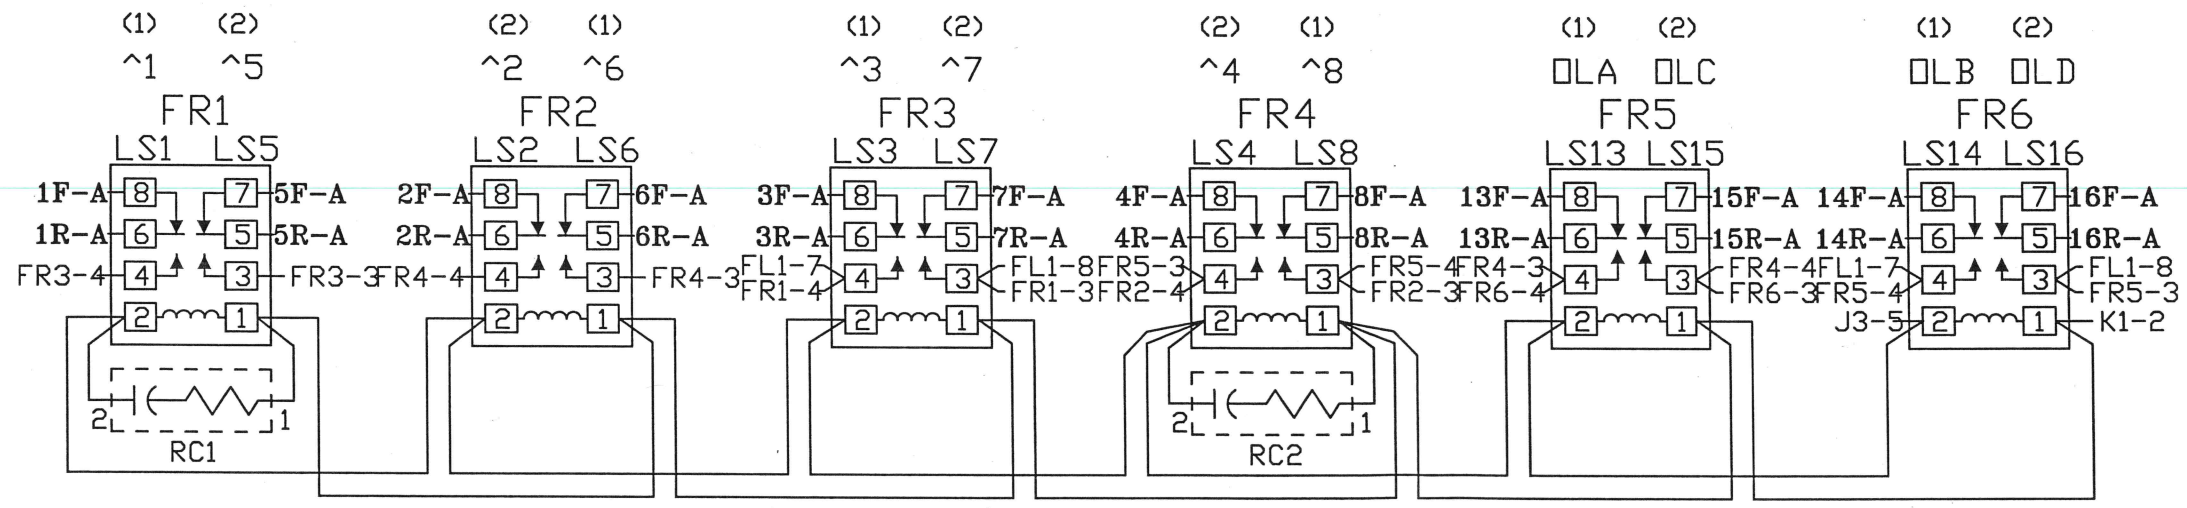 (1) (2) (2) (1) (1) (2) (2) (1) (1) (2) (1) (2)
^1 ^5 ^2 ^6 ^3 ^7 ^4 ^8 OLA OLC OLB OLD
FR1 FR2 FR3 FR4 FR5 FR6
LS1 LS5 LS2 LS6 LS3 LS7 LS4 LS8 LS13 LS15 LS14 LS16
1F-A 8 7 5F-A 2F-A 8 7 6F-A 3F-A 8 7 7F-A 4F-A 8 7 8F-A 13F-A 8 7 15F-A 14F-A 8 7 16F-A
1R-A 6 5 5R-A 2R-A 6 5 6R-A 3R-A 6 5 7R-A 4R-A 6 5 8R-A 13R-A 6 5 15R-A 14R-A 6 5 16R-A
FL1-7 FL1-8 FR5-3 FR5-4 FR4-3 FR4-4 FL1-7 FL1-8
FR3-4 4 3 FR3-3 FR4-4 4 3 FR4-3 4 3 4 3 4 3 4 3
FR1-4 FR1-3 FR2-4 FR2-3 FR6-4 FR6-3 FR5-4 FR5-3
2 1 2 1 2 1 2 1 2 1 J3-5 2 1 K1-2
2 1 2 1
RC1 RC2